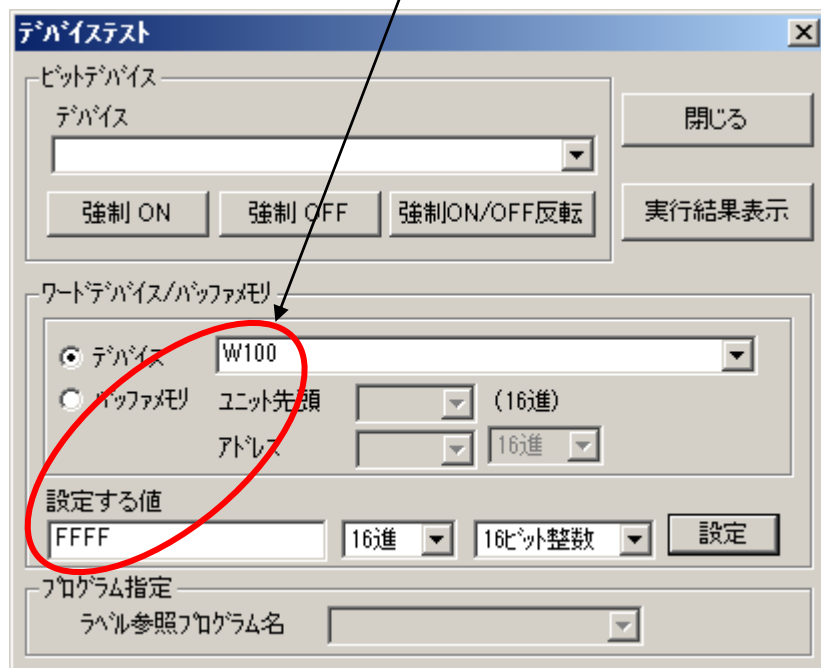 ﾃﾞﾊﾞｲｽﾃｽﾄ
ﾋﾞｯﾄﾃﾞﾊﾞｲｽ
ﾃﾞﾊﾞｲｽ
閉じる
強制 ON 強制 OFF 強制ON/OFF反転 実行結果表示
ﾜｰﾄﾞﾃﾞﾊﾞｲｽ/ﾊﾞｯﾌｧﾒﾓﾘ
ﾃﾞﾊﾞｲｽ W100
ﾊﾞｯﾌｧﾒﾓﾘ ﾕﾆｯﾄ先頭 (16進)
ｱﾄﾞﾚｽ 16進
設定する値
FFFF 16進 16ﾋﾞｯﾄ整数 設定
ﾌﾟﾛｸﾞﾗﾑ指定
ﾗﾍﾞﾙ参照ﾌﾟﾛｸﾞﾗﾑ名